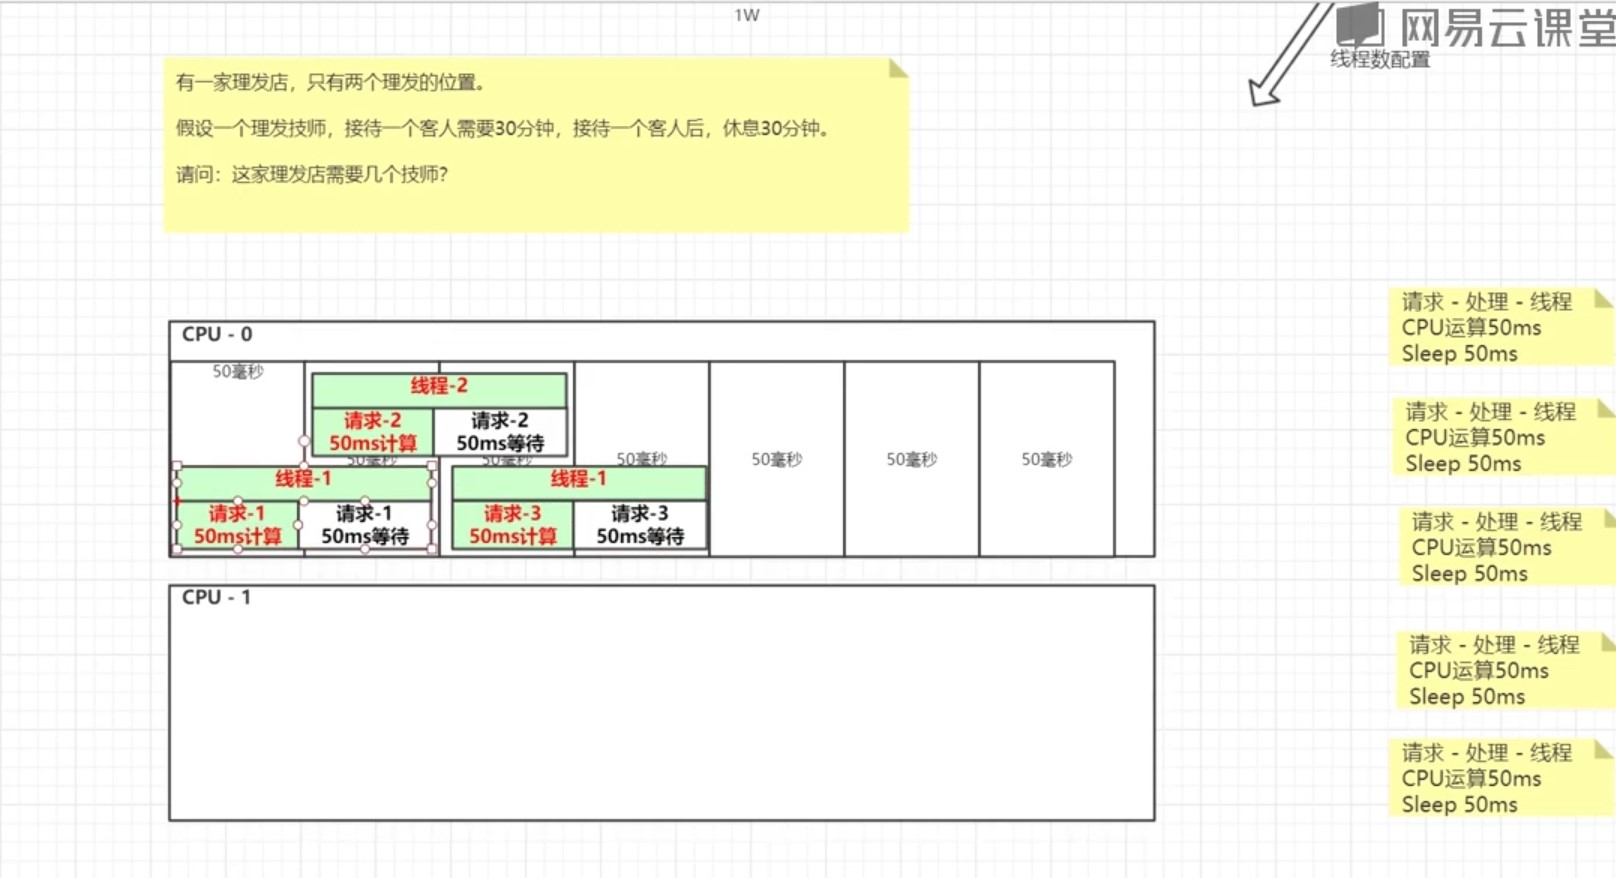 1W
网易云课堂
线程数配置
有一家理发店，只有两个理发的位置。
假设一个理发技师，接待一个客人需要30分钟，接待一个客人后，休息30分钟。
请问：这家理发店需要几个技师？
CPU - 0
50毫秒
线程-2
请求-2
50ms计算
请求-2
50ms等待
50毫秒
50毫秒
50毫秒
50毫秒
50毫秒
50毫秒
线程-1
请求-1
50ms计算
请求-1
50ms等待
线程-1
请求-3
50ms计算
请求-3
50ms等待
CPU - 1
请求 - 处理 - 线程
CPU运算50ms
Sleep 50ms
请求 - 处理 - 线程
CPU运算50ms
Sleep 50ms
请求 - 处理 - 线程
CPU运算50ms
Sleep 50ms
请求 - 处理 - 线程
CPU运算50ms
Sleep 50ms
请求 - 处理 - 线程
CPU运算50ms
Sleep 50ms